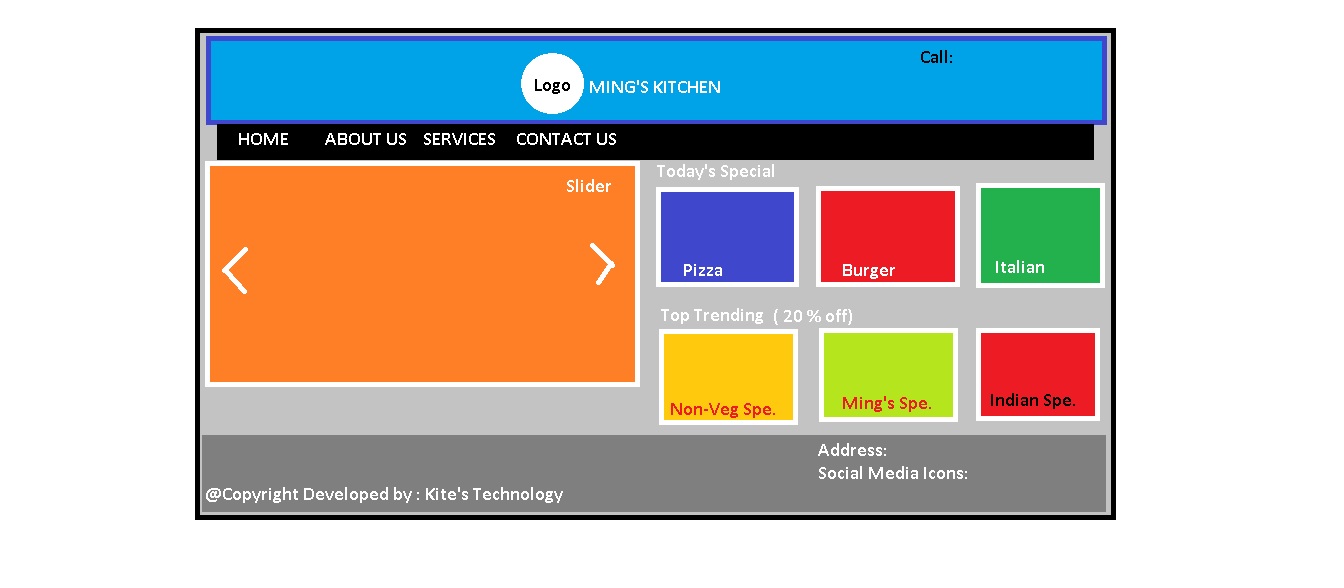 Call:
Logo MING'S KITCHEN
HOME ABOUT US SERVICES CONTACT US
Slider
Today's Special
Pizza Burger Italian
Top Trending ( 20 % off)
Non-Veg Spe. Ming's Spe. Indian Spe.
Address:
Social Media Icons:
@Copyright Developed by : Kite's Technology